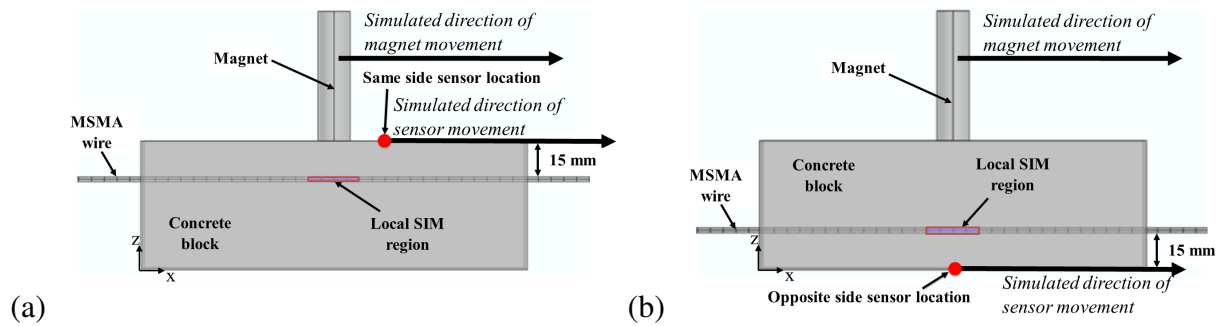 Simulated direction of
magnet movement
Magnet
Same side sensor location
Simulated direction of
sensor movement
MSMA
wire
15 mm
Concrete
block
Local SIM
region
Z
X
(a)
Simulated direction of
magnet movement
Magnet
Concrete
block
Local SIM
region
MSMA
wire
Z
X
15 mm
Opposite side sensor location
Simulated direction of
sensor movement
(b)